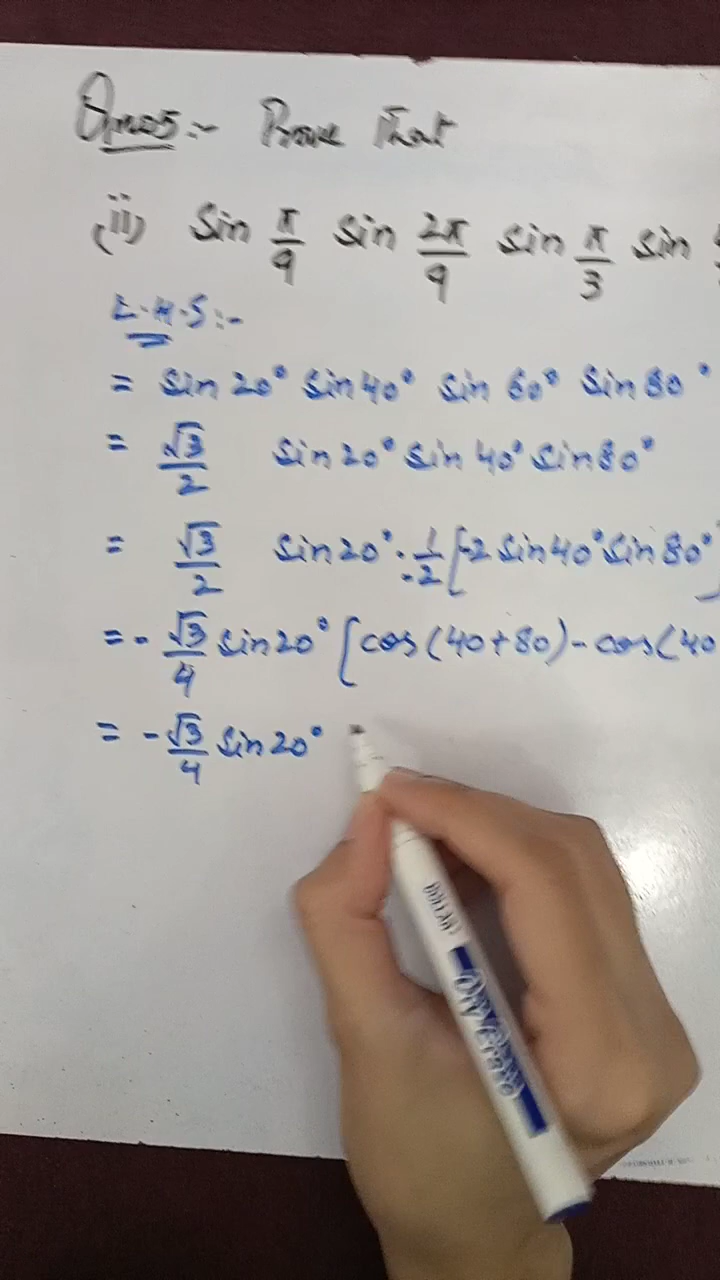 Ques5:- Prove that
(ii) Sin π/9 sin 2π/9 sin π/3 sin
L.H.S:-
= sin 20° sin 40° sin 60° sin 80°
= √3/2 sin 20° sin 40° sin 80°
= √3/2 sin 20° · 1/-2 [-2 sin 40° sin 80°]
= - √3/4 sin 20° [cos(40+80) - cos(40
= - √3/4 sin 20°